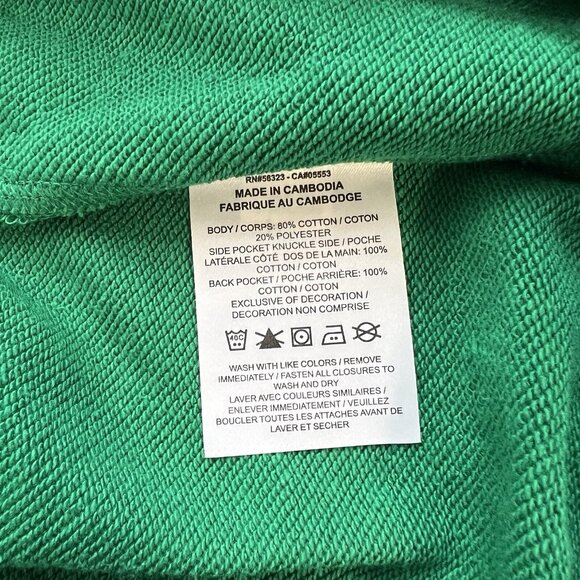 RN#56323 - CA#05553
MADE IN CAMBODIA
FABRIQUE AU CAMBODGE
BODY / CORPS: 80% COTTON / COTON
20% POLYESTER
SIDE POCKET KNUCKLE SIDE / POCHE
LATÉRALE CÔTÉ DOS DE LA MAIN: 100%
COTTON / COTON
BACK POCKET / POCHE ARRIÈRE: 100%
COTTON / COTON
EXCLUSIVE OF DECORATION /
DECORATION NON COMPRISE
40C
WASH WITH LIKE COLORS / REMOVE
IMMEDIATELY / FASTEN ALL CLOSURES TO
WASH AND DRY
LAVER AVEC COULEURS SIMILAIRES /
ENLEVER IMMEDIATEMENT / VEUILLEZ
BOUCLER TOUTES LES ATTACHES AVANT DE
LAVER ET SECHER